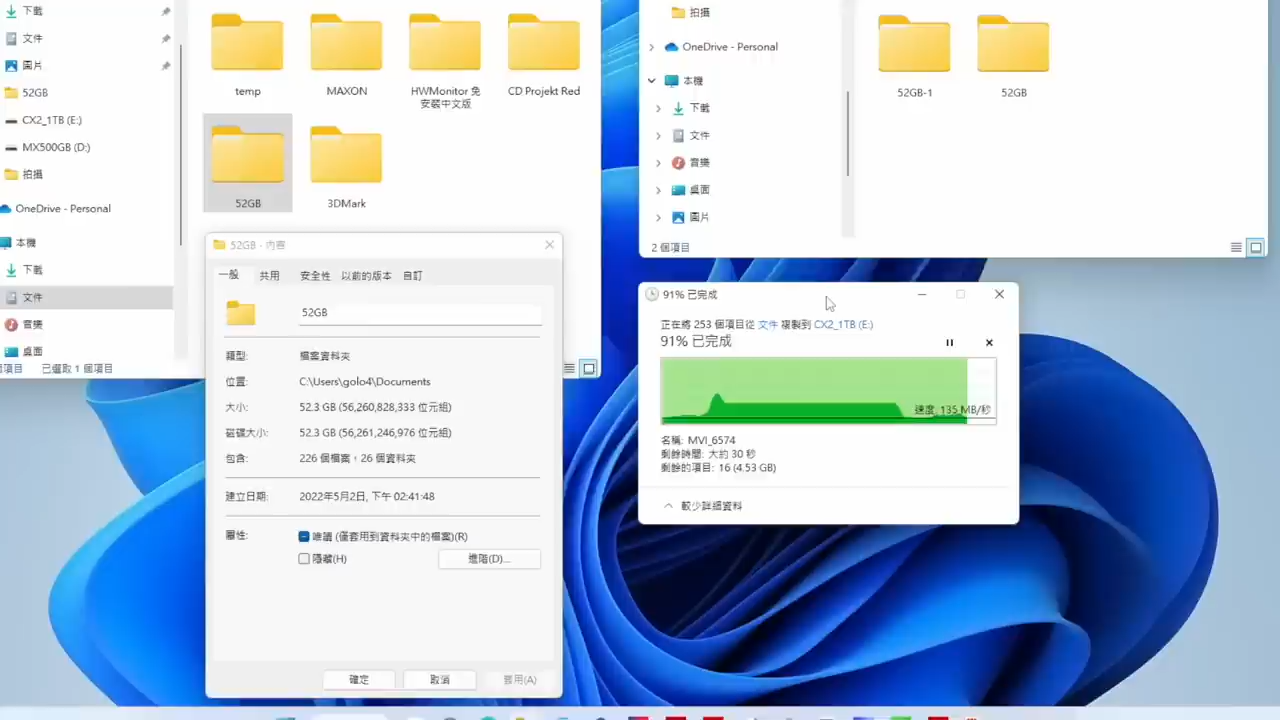 下載
文件
圖片
52GB
CX2_1TB (E:)
MX500GB (D:)
拍攝
OneDrive - Personal
本機
下載
文件
音樂
桌面
已選取 1 個項目
temp
MAXON
HWMonitor 免
安裝中文版
CD Projekt Red
52GB
3DMark
52GB - 內容
一般
共用
安全性
以前的版本
自訂
52GB
類型:
檔案資料夾
位置:
C:\Users\golo4\Documents
大小:
52.3 GB (56,260,828,333 位元組)
磁碟大小:
52.3 GB (56,261,246,976 位元組)
包含:
226 個檔案，26 個資料夾
建立日期:
2022年5月2日, 下午 02:41:48
屬性:
唯讀 (僅套用到資料夾中的檔案)(R)
隱藏(H)
進階(D)...
確定
取消
套用(A)
拍攝
OneDrive - Personal
本機
下載
文件
音樂
桌面
圖片
52GB-1
52GB
2 個項目
91% 已完成
正在將 253 個項目從 文件 複製到 CX2_1TB (E:)
91% 已完成
速度: 135 MB/秒
名稱: MVI_6574
剩餘時間: 大約 30 秒
剩餘的項目: 16 (4.53 GB)
較少詳細資料